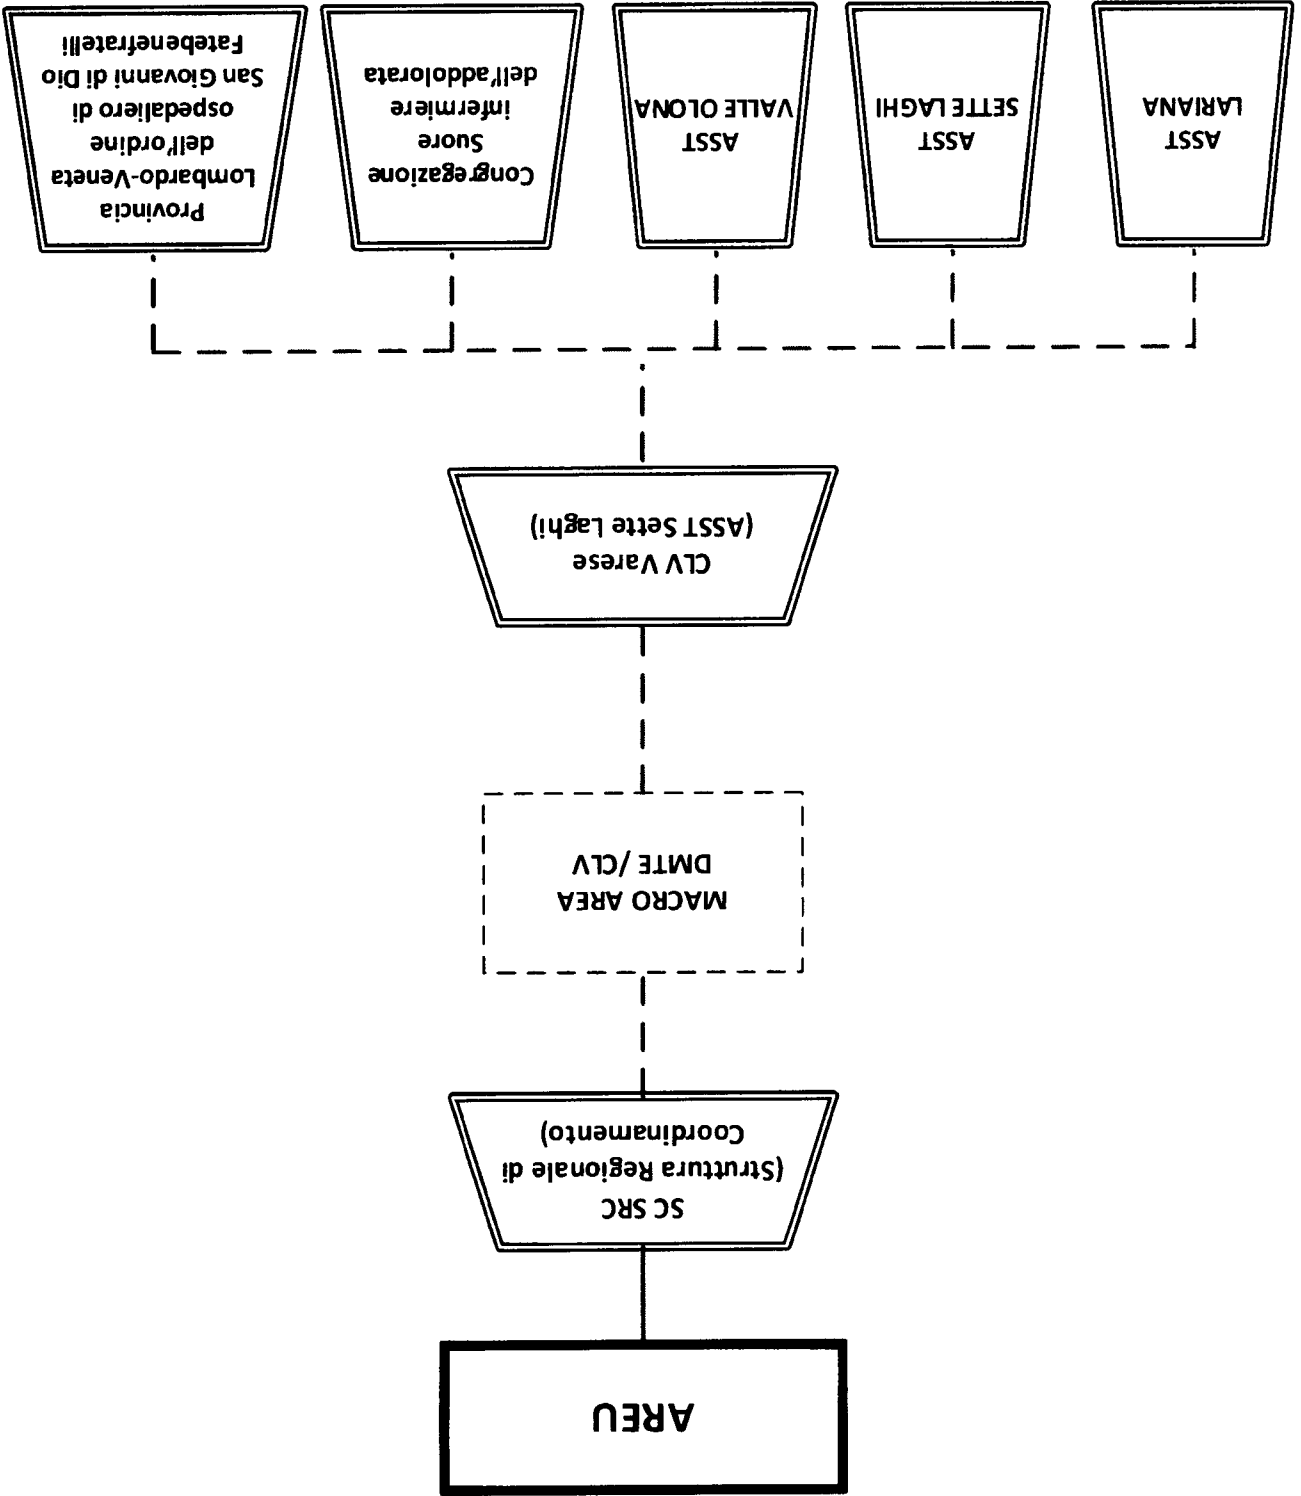 AREU
SC SRC
(Struttura Regionale di
Coordinamento)
MACRO AREA
DMTE /CLV
CLV Varese
(ASST Sette Laghi)
ASST
LARIANA
ASST
SETTE LAGHI
ASST
VALLE OLONA
Congregazione
Suore
infermiere
dell'addolorata
Provincia
Lombardo-Veneta
dell'ordine
ospedaliero di
San Giovanni di Dio
Fatebenefratelli